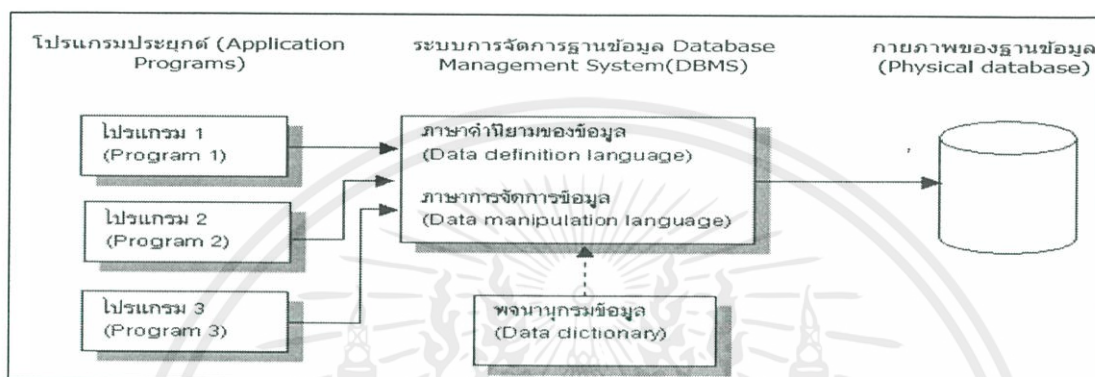 โปรแกรมประยุกต์ (Application
Programs)
ระบบการจัดการฐานข้อมูล Database
Management System(DBMS)
กายภาพของฐานข้อมูล
(Physical database)
โปรแกรม 1
(Program 1)
โปรแกรม 2
(Program 2)
โปรแกรม 3
(Program 3)
ภาษาคำนิยามของข้อมูล
(Data definition language)
ภาษาการจัดการข้อมูล
(Data manipulation language)
พจนานุกรมข้อมูล
(Data dictionary)